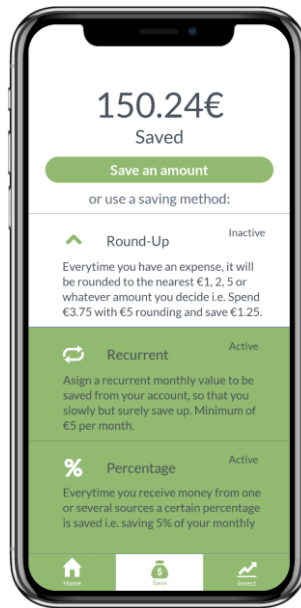 150.24€
Saved
Save an amount
or use a saving method:
Round-Up
Inactive
Everytime you have an expense, it will
be rounded to the nearest €1, 2, 5 or
whatever amount you decide i.e. Spend
€3.75 with €5 rounding and save €1.25.
Recurrent
Active
Asign a recurrent monthly value to be
saved from your account, so that you
slowly but surely save up. Minimum of
€5 per month.
% Percentage
Active
Everytime you receive money from one
or several sources a certain percentage
is saved i.e. saving 5% of your monthly
Home
Save
Invest